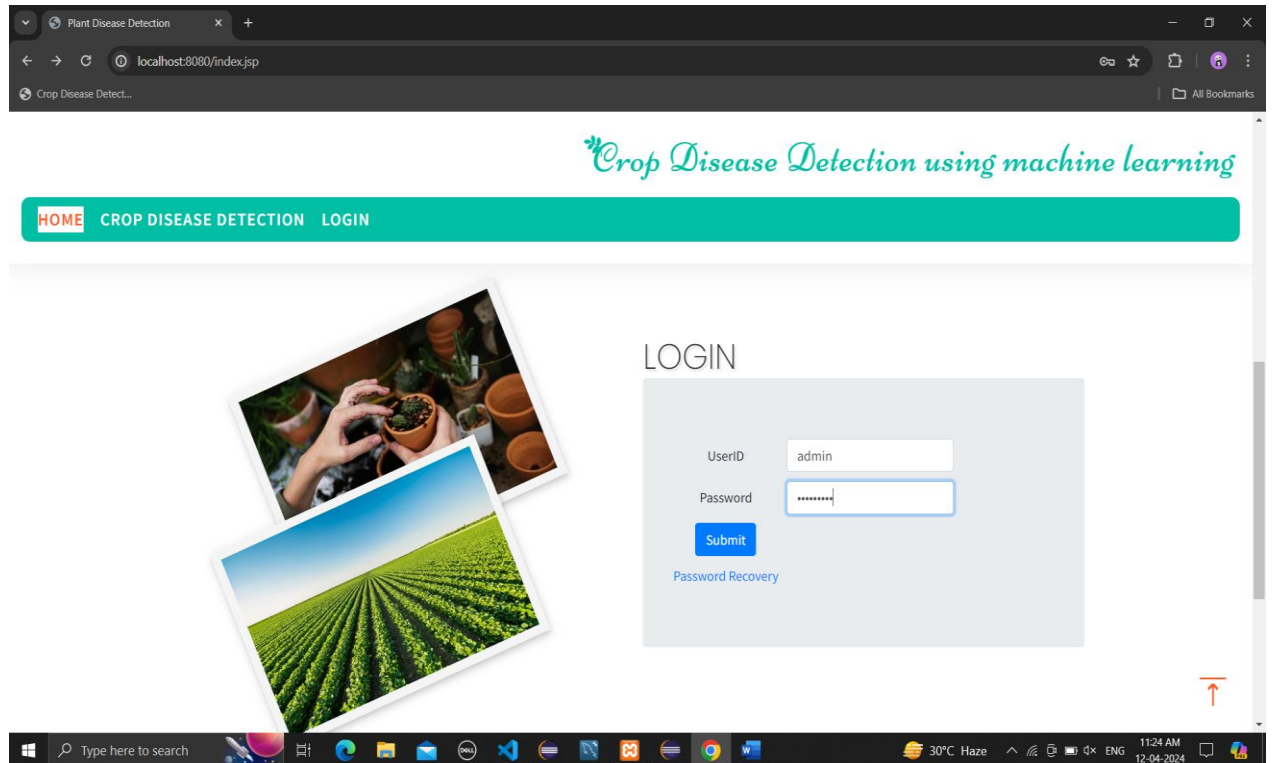 Plant Disease Detection
localhost:8080/index.jsp
Crop Disease Detect...
All Bookmarks
Crop Disease Detection using machine learning
HOME CROP DISEASE DETECTION LOGIN
LOGIN
UserID admin
Password •••••••••
Submit
Password Recovery
Type here to search
30°C Haze
ENG
11:24 AM
12-04-2024